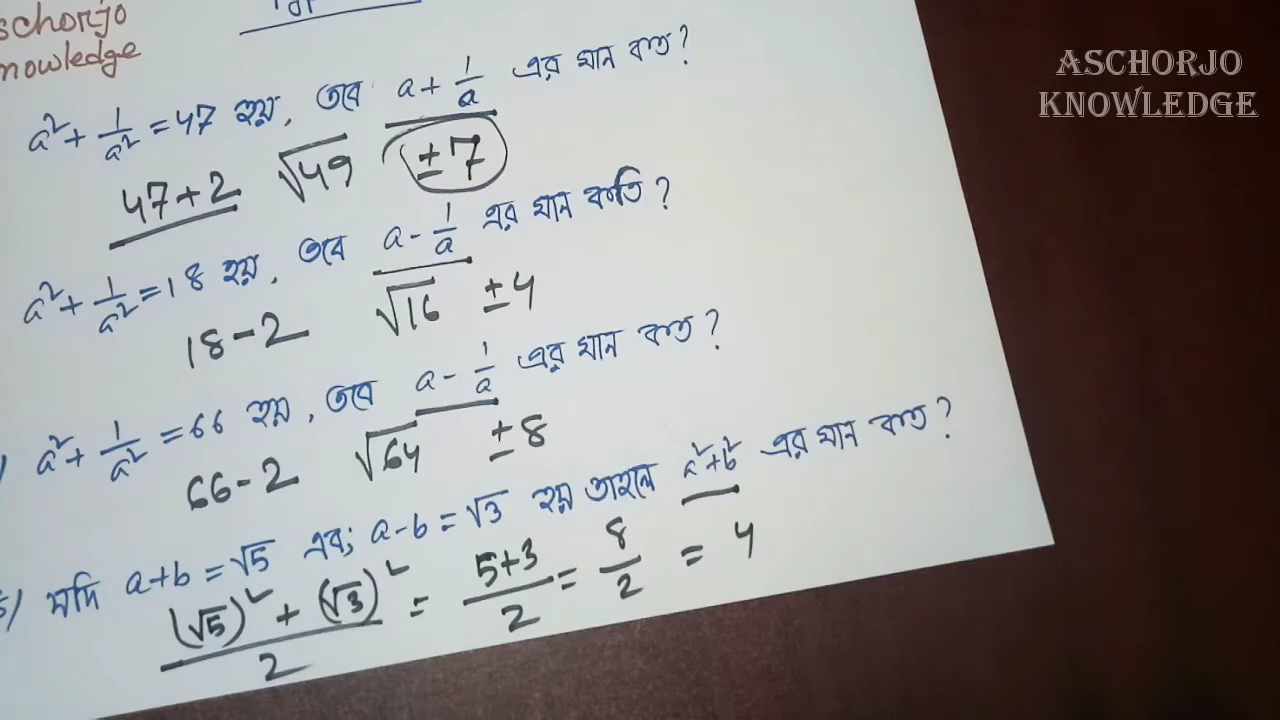 schorjo
nowledge
ASCHORJO
KNOWLEDGE
a² + 1/a² = 47 হয়, তবে a + 1/a এর মান কত?
47+2 √49 ±7
a² + 1/a² = 18 হয়, তবে a - 1/a এর মান কতি?
18-2 √16 ±4
) a² + 1/a² = 66 হয়, তবে a - 1/a এর মান কত?
66-2 √64 ±8
) যদি a+b = √5 এবং a-b = √3 হয় তাহলে a²+b² এর মান কত?
(√5)² + (√3)² / 2 = 5+3 / 2 = 8/2 = 4